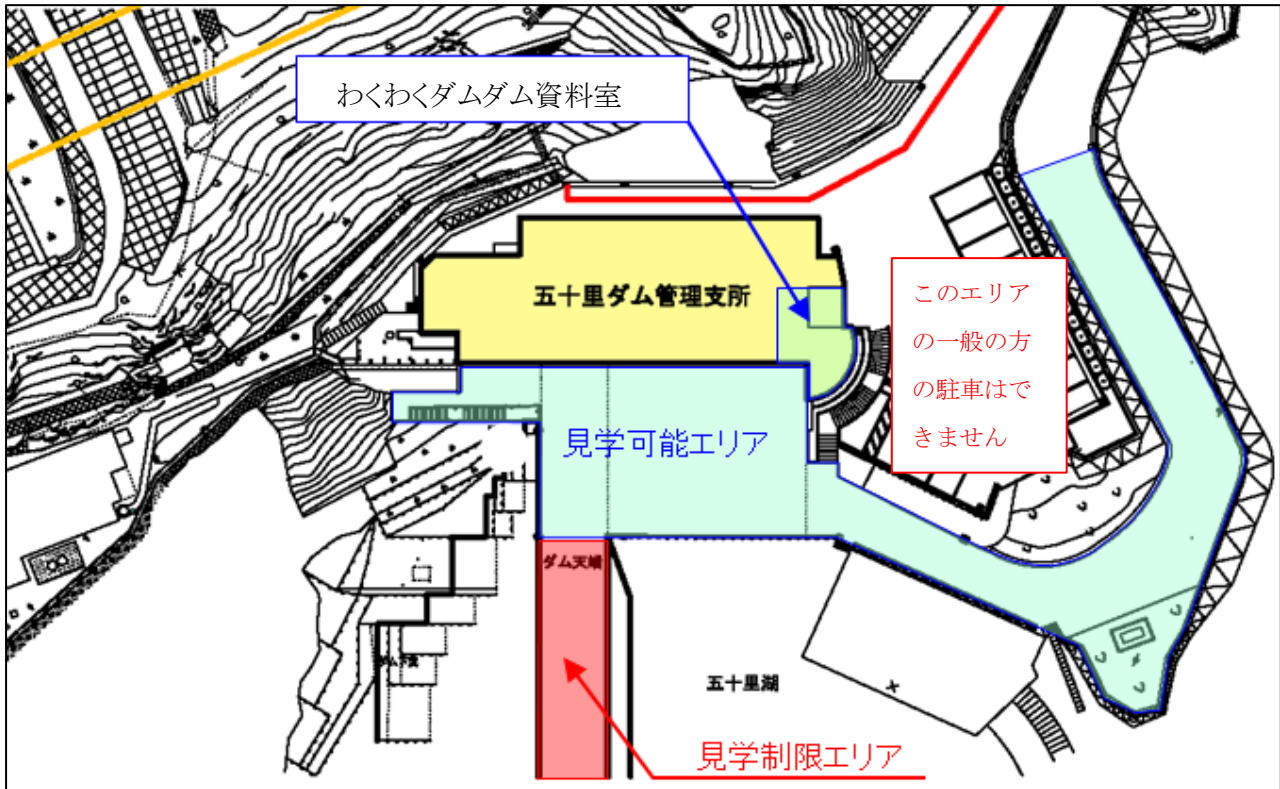 わくわくダムダム資料室
五十里ダム管理支所
このエリア
の一般の方
の駐車はで
きません
見学可能エリア
ダム天端
五十里湖
見学制限エリア